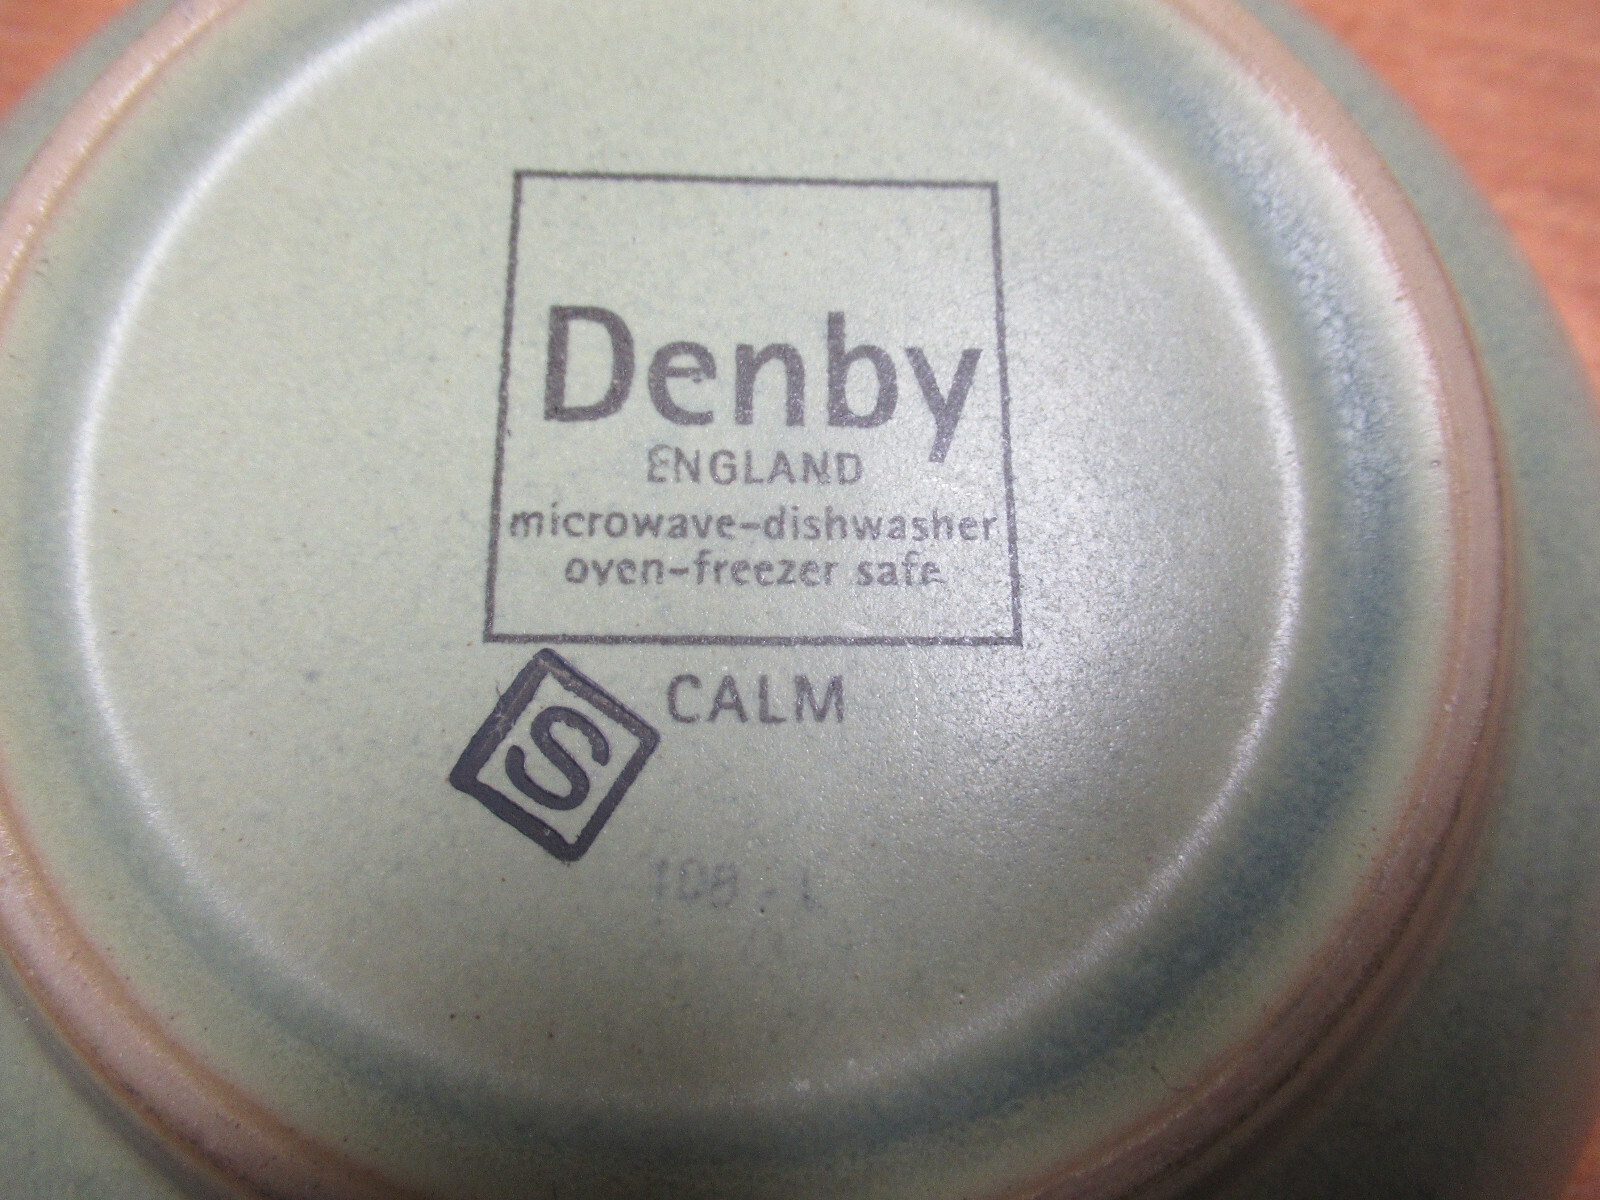 Denby
ENGLAND
microwave-dishwasher
oven-freezer safe
CALM
S